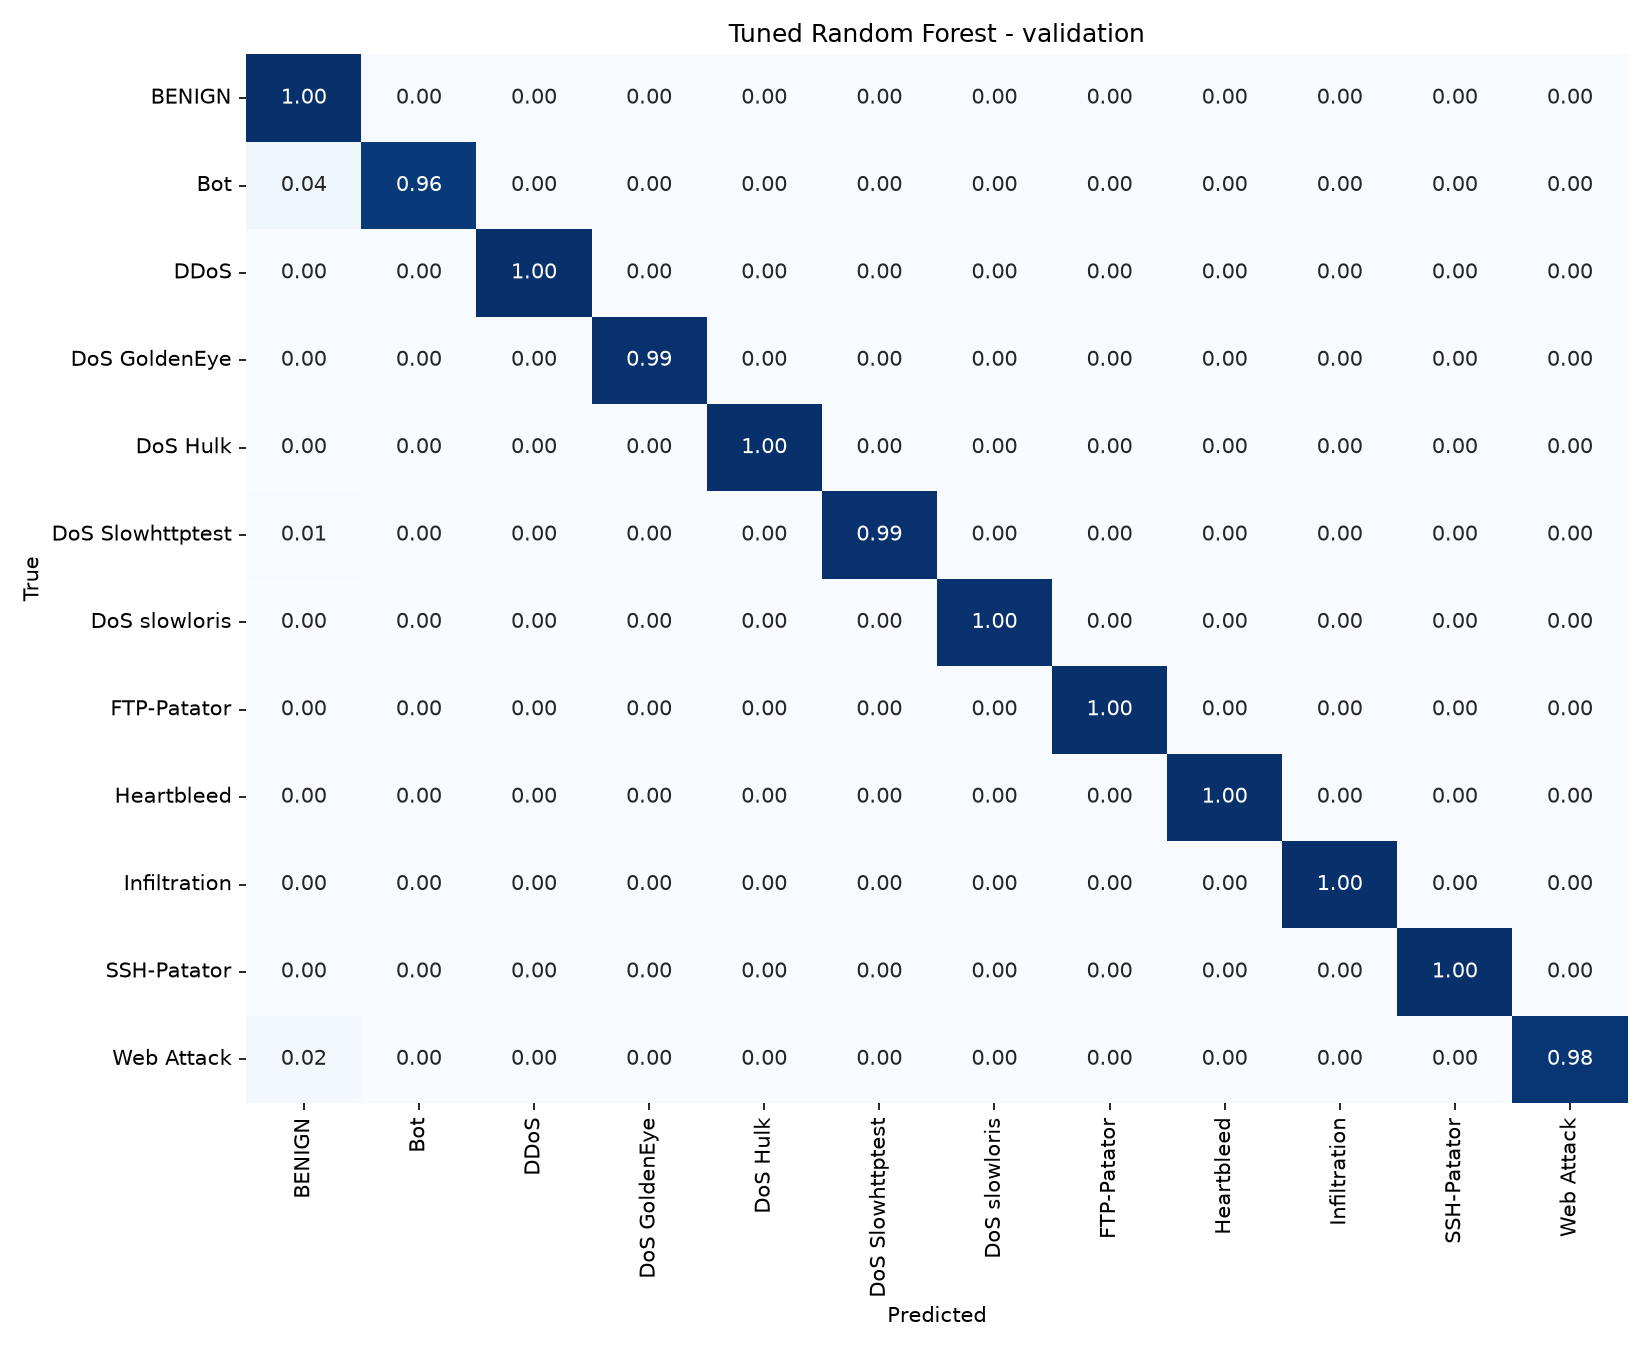 Tuned Random Forest - validation
BENIGN 1.00 0.00 0.00 0.00 0.00 0.00 0.00 0.00 0.00 0.00 0.00 0.00
Bot 0.04 0.96 0.00 0.00 0.00 0.00 0.00 0.00 0.00 0.00 0.00 0.00
DDoS 0.00 0.00 1.00 0.00 0.00 0.00 0.00 0.00 0.00 0.00 0.00 0.00
DoS GoldenEye 0.00 0.00 0.00 0.99 0.00 0.00 0.00 0.00 0.00 0.00 0.00 0.00
DoS Hulk 0.00 0.00 0.00 0.00 1.00 0.00 0.00 0.00 0.00 0.00 0.00 0.00
DoS Slowhttptest 0.01 0.00 0.00 0.00 0.00 0.99 0.00 0.00 0.00 0.00 0.00 0.00
True
DoS slowloris 0.00 0.00 0.00 0.00 0.00 0.00 1.00 0.00 0.00 0.00 0.00 0.00
FTP-Patator 0.00 0.00 0.00 0.00 0.00 0.00 0.00 1.00 0.00 0.00 0.00 0.00
Heartbleed 0.00 0.00 0.00 0.00 0.00 0.00 0.00 0.00 1.00 0.00 0.00 0.00
Infiltration 0.00 0.00 0.00 0.00 0.00 0.00 0.00 0.00 0.00 1.00 0.00 0.00
SSH-Patator 0.00 0.00 0.00 0.00 0.00 0.00 0.00 0.00 0.00 0.00 1.00 0.00
Web Attack 0.02 0.00 0.00 0.00 0.00 0.00 0.00 0.00 0.00 0.00 0.00 0.98
BENIGN
Bot
DDoS
DoS GoldenEye
DoS Hulk
DoS Slowhttptest
DoS slowloris
FTP-Patator
Heartbleed
Infiltration
SSH-Patator
Web Attack
Predicted